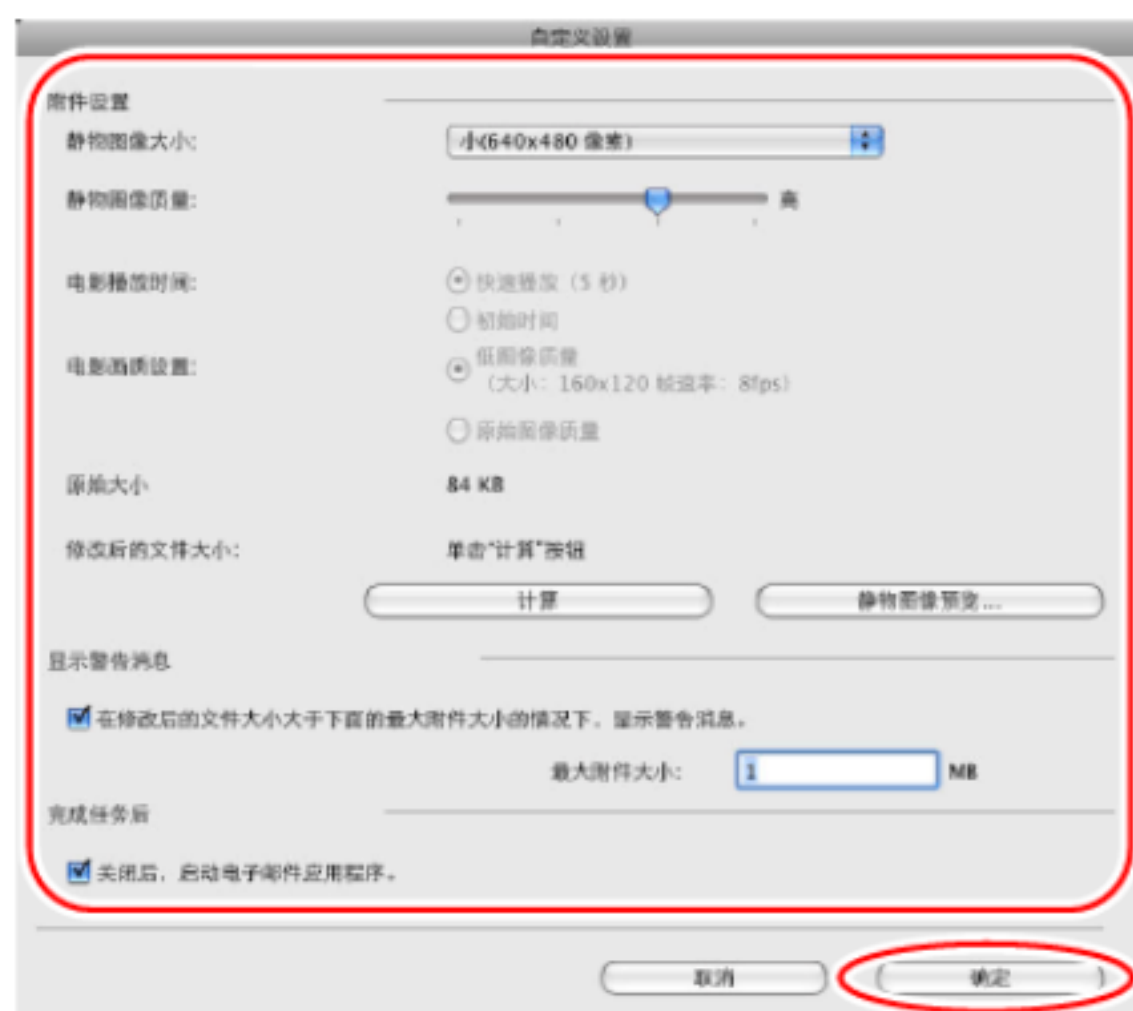 自定义设置
附件设置
静物图像大小:
小(640x480 像素)
静物图像质量:
高
电影播放时间:
快速播放（5 秒）
初始时间
电影画质设置:
低图像质量
（大小：160x120 帧速率：8fps）
原始图像质量
原始大小
84 KB
修改后的文件大小:
单击"计算"按钮
计算
静物图像预览...
显示警告消息
在修改后的文件大小大于下面的最大附件大小的情况下，显示警告消息。
最大附件大小:
1
MB
完成任务后
关闭后，启动电子邮件应用程序。
取消
确定